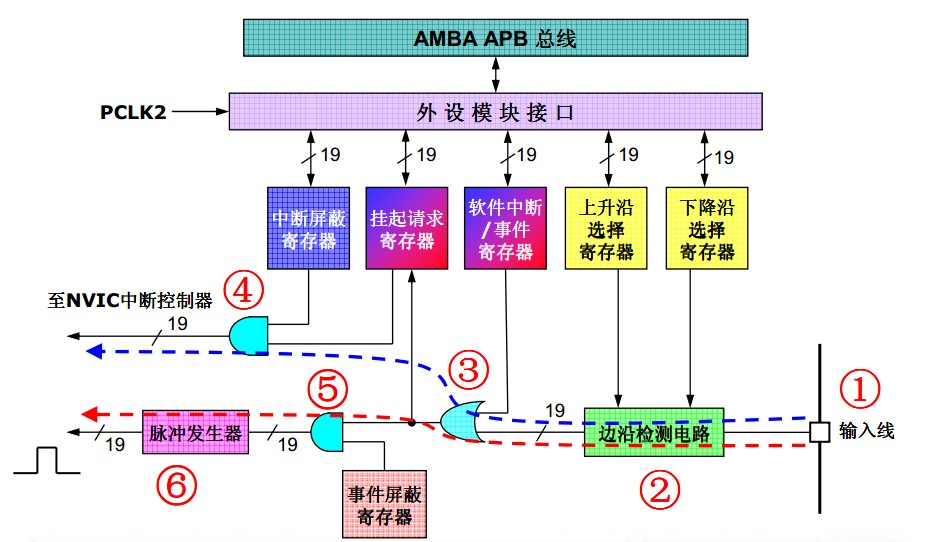 AMBA APB 总线
PCLK2
外设模块接口
19
19
19
19
19
中断屏蔽
寄存器
挂起请求
寄存器
软件中断
/事件
寄存器
上升沿
选择
寄存器
下降沿
选择
寄存器
④
至NVIC中断控制器
19
③
①
⑤
19
输入线
边沿检测电路
脉冲发生器
19
19
②
⑥
事件屏蔽
寄存器